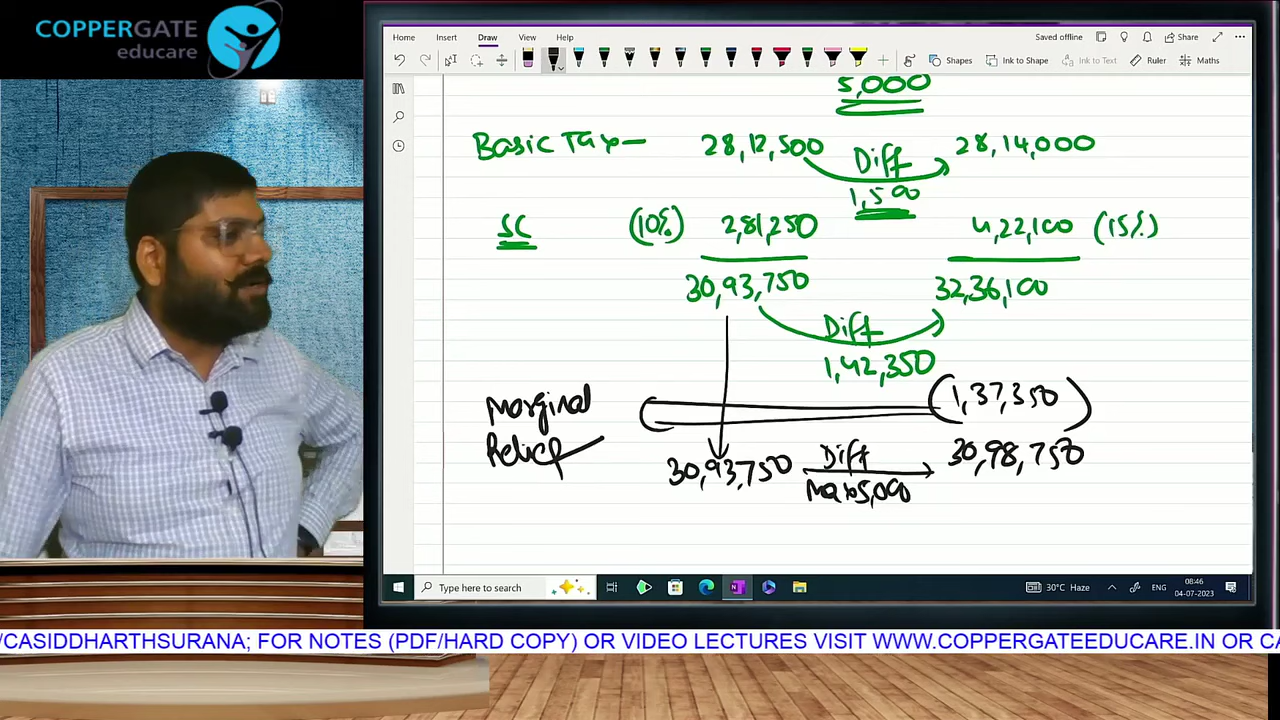 COPPERGATE
educare
Home Insert Draw View Help
Saved offline Share
Shapes Ink to Shape Ink to Text Ruler Maths
5,000
Basic Tax — 28,12,500 Diff 28,14,000
1,500
SC (10%) 2,81,250 4,22,100 (15%)
30,93,750 32,36,100
Diff
1,42,350
Marginal (1,37,350)
Relief 30,93,750 Diff 30,98,750
Max 5,000
Type here to search
30°C Haze ENG 08:46
04-07-2023
/CASIDDHARTHSURANA; FOR NOTES (PDF/HARD COPY) OR VIDEO LECTURES VISIT WWW.COPPERGATEEDUCARE.IN OR CA